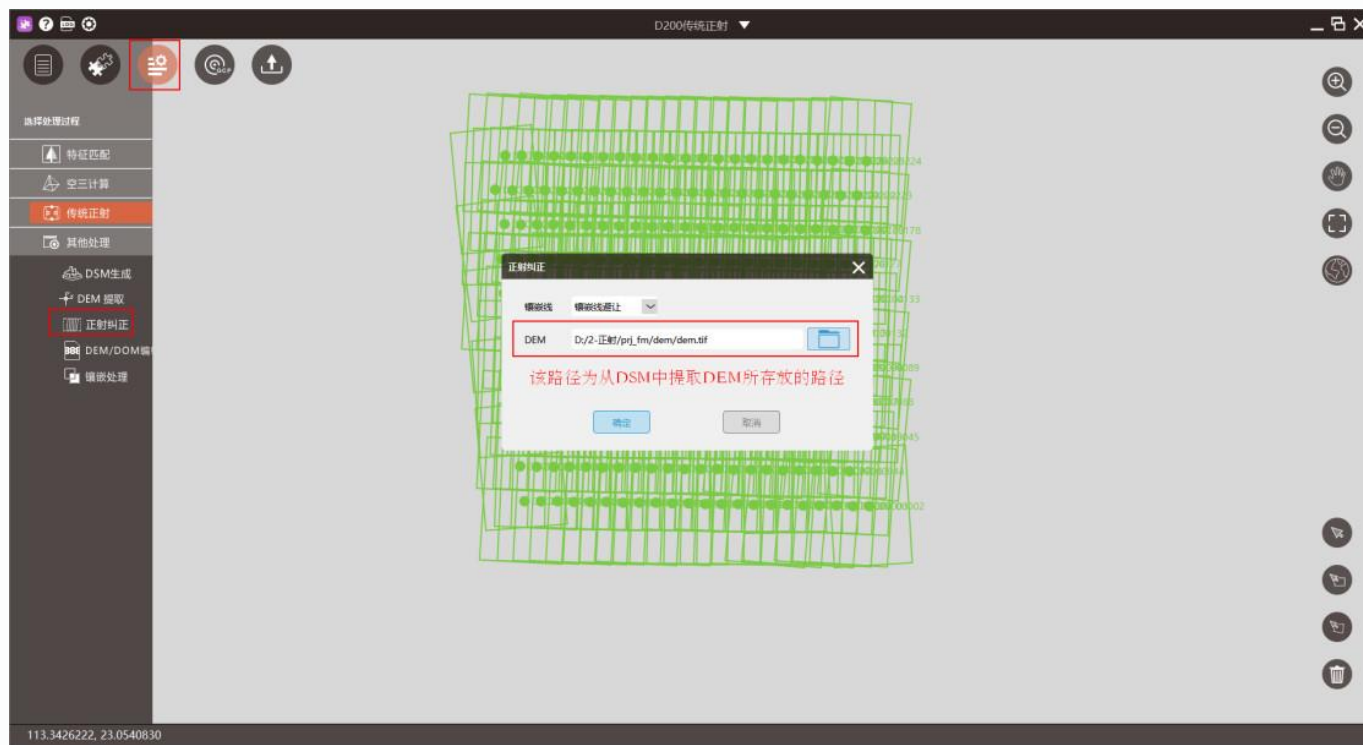 D200传统正射
选择处理过程
特征匹配
空三计算
传统正射
其他处理
DSM生成
DEM 提取
正射纠正
DEM/DOM编
镶嵌处理
正射纠正
镶嵌线 镶嵌线避让
DEM D:/2-正射/prj_fm/dem/dem.tif
该路径为从DSM中提取DEM所存放的路径
确定 取消
113.3426222, 23.0540830